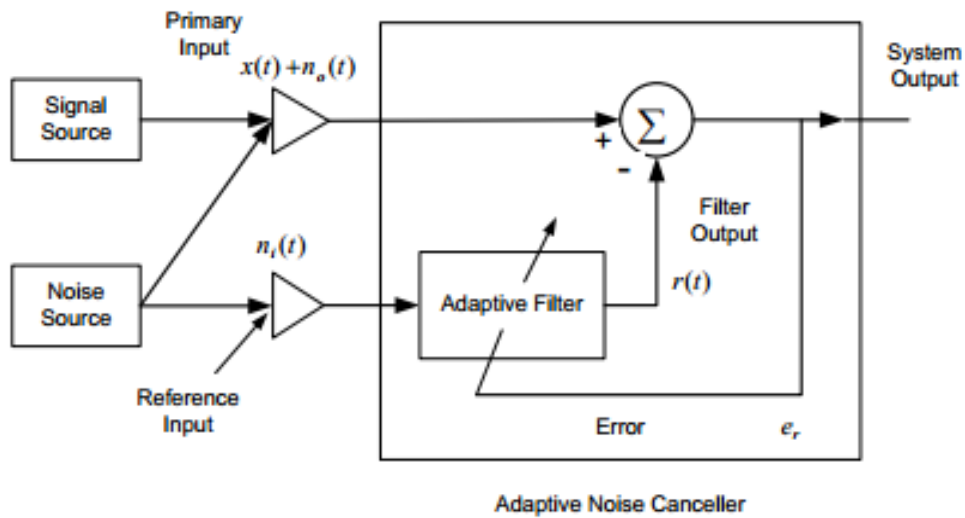 Primary
Input
x(t)+n_o(t)
System
Output
Signal
Source
Σ
+
-
Filter
Output
n_i(t)
r(t)
Noise
Source
Adaptive Filter
Reference
Input
Error
e_r
Adaptive Noise Canceller